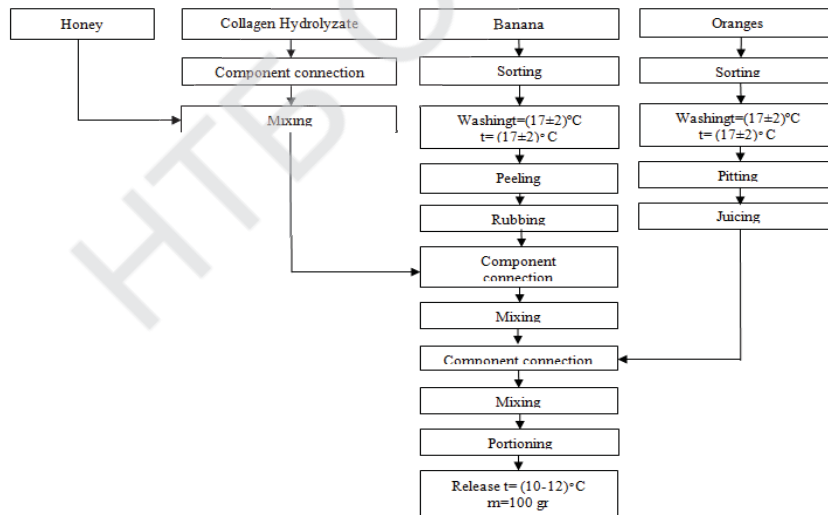 Honey
Collagen Hydrolyzate
Banana
Oranges
Component connection
Sorting
Sorting
Mixing
Washingt=(17±2)°C
t= (17±2)° C
Washingt=(17±2)°C
t= (17±2)° C
Peeling
Pitting
Rubbing
Juicing
Component
connection
Mixing
Component connection
Mixing
Portioning
Release t= (10-12)° C
m=100 gr
НТБ